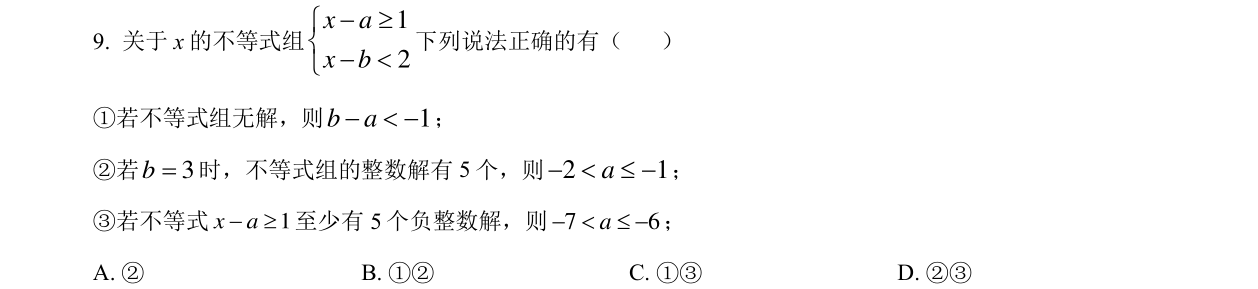 9. 关于 x 的不等式组{x−a≥1 x−b<2 下列说法正确的有（　　）
①若不等式组无解，则b−a<−1；
②若b=3时，不等式组的整数解有 5 个，则−2<a≤−1；
③若不等式 x−a≥1至少有 5 个负整数解，则−7<a≤−6；
A. ② B. ①② C. ①③ D. ②③